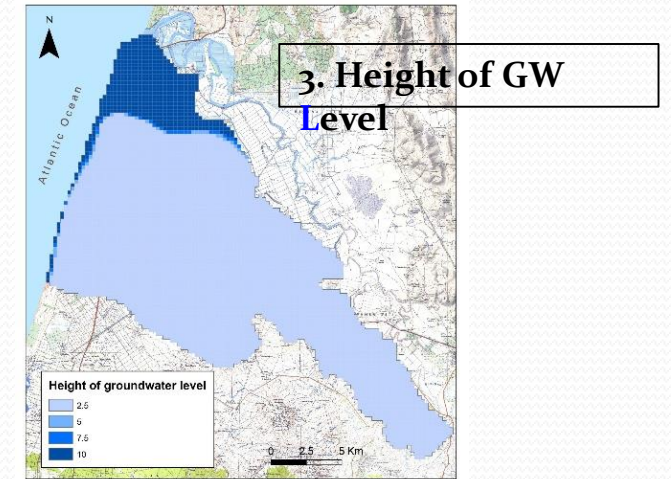 N
3. Height of GW
Level
Atlantic Ocean
Height of groundwater level
2.5
5
7.5
10
0 2.5 5 Km